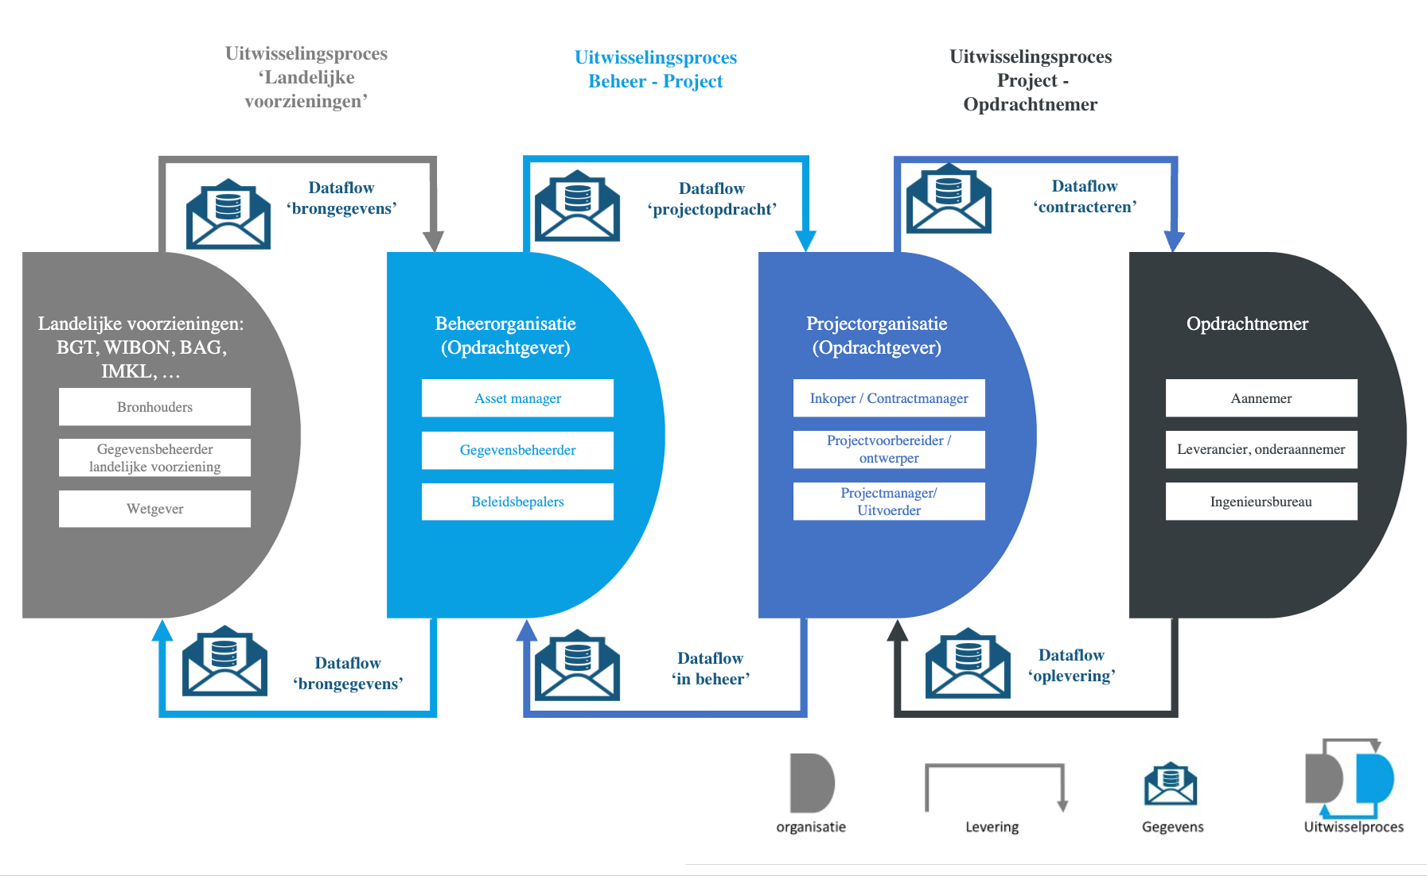 Uitwisselingsproces
‘Landelijke
voorzieningen’
Uitwisselingsproces
Beheer - Project
Uitwisselingsproces
Project -
Opdrachtnemer
Dataflow
‘brongegevens’
Dataflow
‘projectopdracht’
Dataflow
‘contracteren’
Landelijke voorzieningen:
BGT, WIBON, BAG,
IMKL, …
Bronhouders
Gegevensbeheerder
landelijke voorziening
Wetgever
Beheerorganisatie
(Opdrachtgever)
Asset manager
Gegevensbeheerder
Beleidsbepalers
Projectorganisatie
(Opdrachtgever)
Inkoper / Contractmanager
Projectvoorbereider /
ontwerper
Projectmanager/
Uitvoerder
Opdrachtnemer
Aannemer
Leverancier, onderaannemer
Ingenieursbureau
Dataflow
‘brongegevens’
Dataflow
‘in beheer’
Dataflow
‘oplevering’
organisatie
Levering
Gegevens
Uitwisselproces